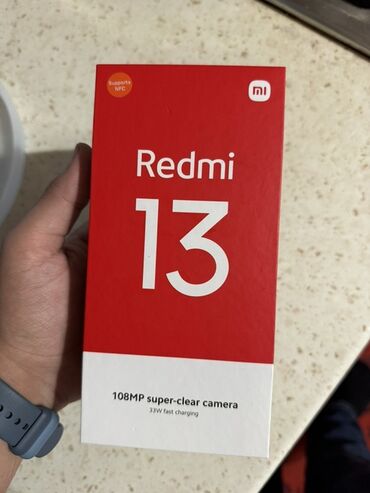 Supports
NFC
mi
Redmi
13
108MP super-clear camera
33W fast charging